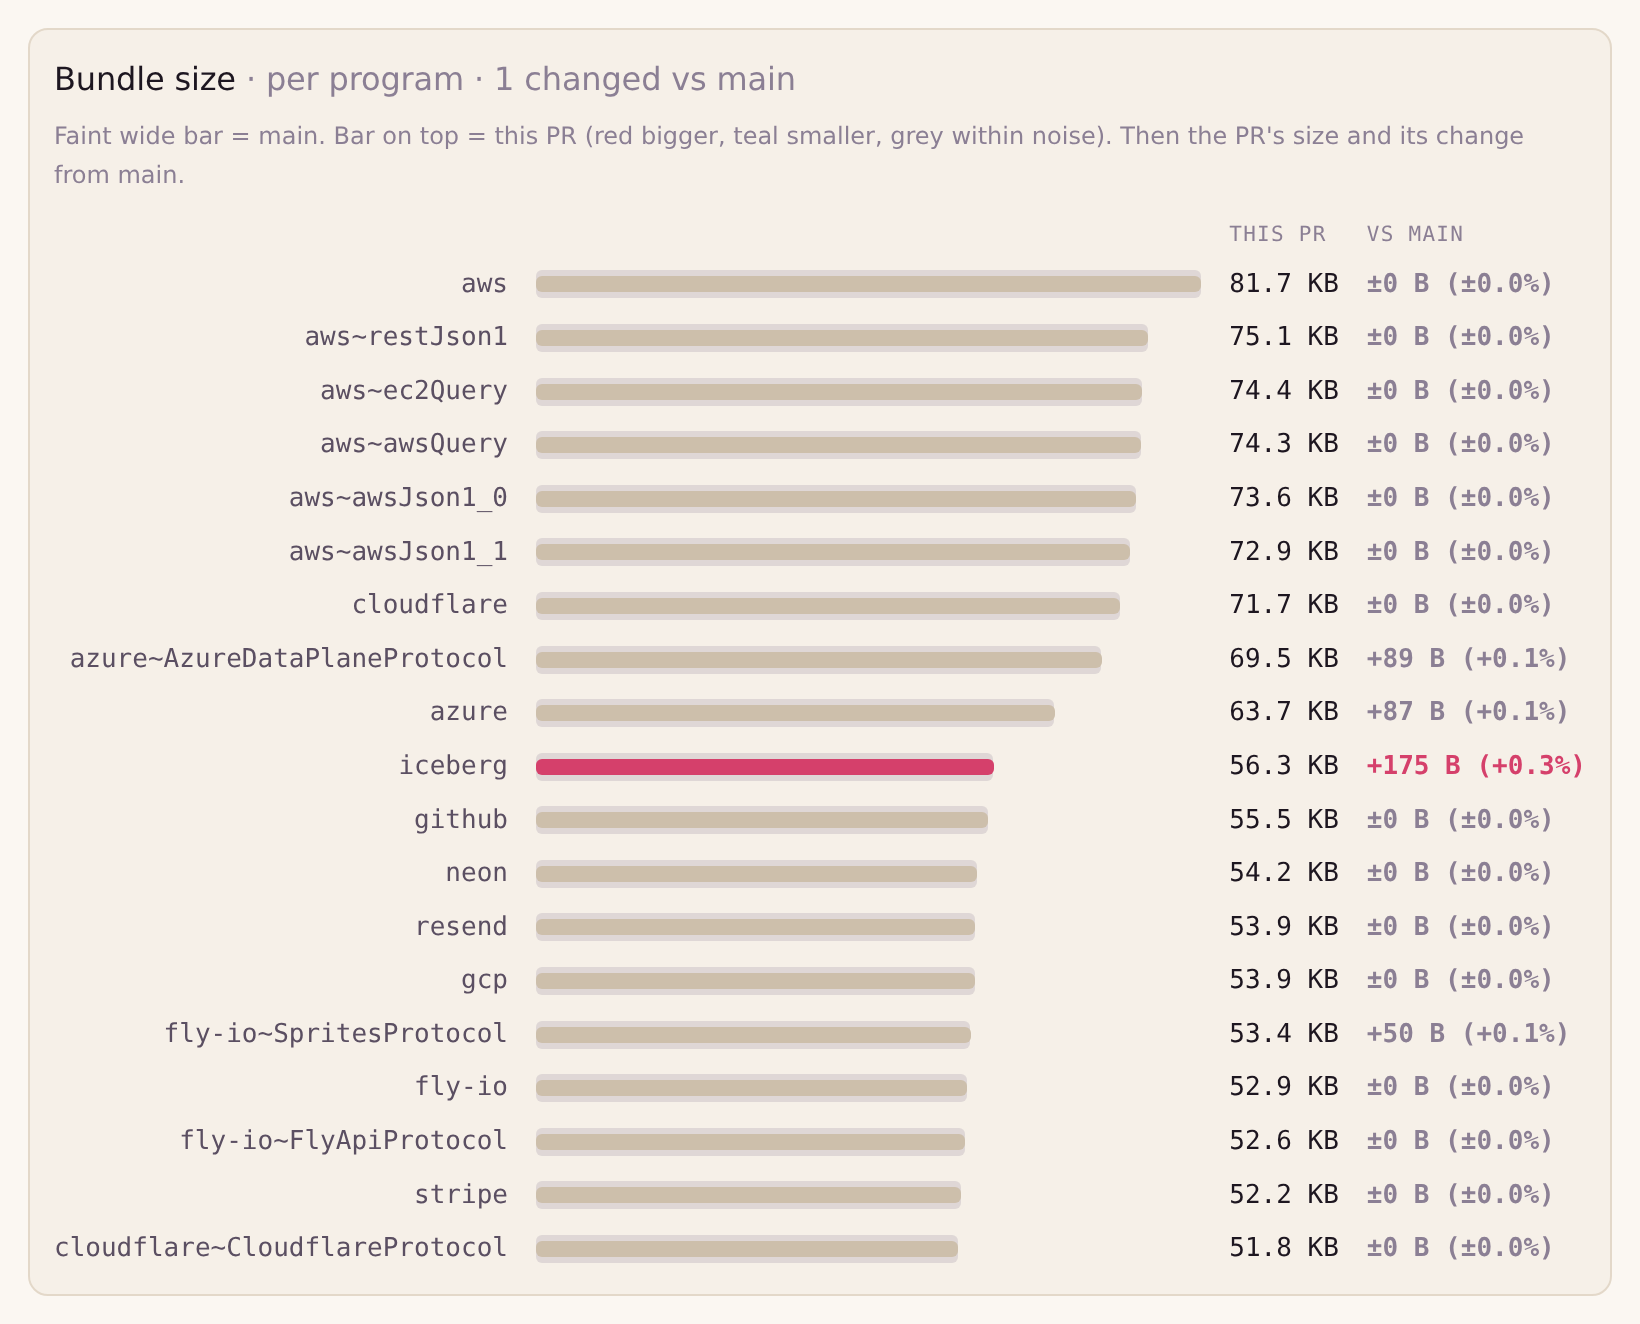 Bundle size · per program · 1 changed vs main
Faint wide bar = main. Bar on top = this PR (red bigger, teal smaller, grey within noise). Then the PR's size and its change
from main.
THIS PR VS MAIN
aws 81.7 KB ±0 B (±0.0%)
aws~restJson1 75.1 KB ±0 B (±0.0%)
aws~ec2Query 74.4 KB ±0 B (±0.0%)
aws~awsQuery 74.3 KB ±0 B (±0.0%)
aws~awsJson1_0 73.6 KB ±0 B (±0.0%)
aws~awsJson1_1 72.9 KB ±0 B (±0.0%)
cloudflare 71.7 KB ±0 B (±0.0%)
azure~AzureDataPlaneProtocol 69.5 KB +89 B (+0.1%)
azure 63.7 KB +87 B (+0.1%)
iceberg 56.3 KB +175 B (+0.3%)
github 55.5 KB ±0 B (±0.0%)
neon 54.2 KB ±0 B (±0.0%)
resend 53.9 KB ±0 B (±0.0%)
gcp 53.9 KB ±0 B (±0.0%)
fly-io~SpritesProtocol 53.4 KB +50 B (+0.1%)
fly-io 52.9 KB ±0 B (±0.0%)
fly-io~FlyApiProtocol 52.6 KB ±0 B (±0.0%)
stripe 52.2 KB ±0 B (±0.0%)
cloudflare~CloudflareProtocol 51.8 KB ±0 B (±0.0%)